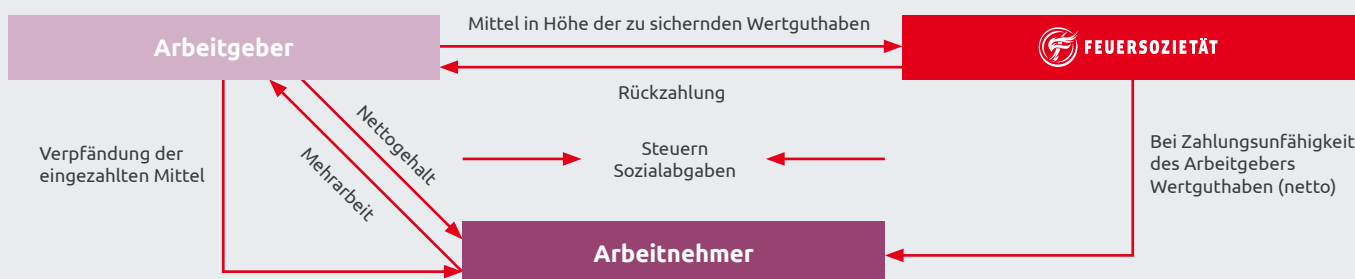 Mittel in Höhe der zu sichernden Wertguthaben
Arbeitgeber
FEUERSOZIETÄT
Rückzahlung
Nettogehalt
Mehrarbeit
Verpfändung der
eingezahlten Mittel
Steuern
Sozialabgaben
Bei Zahlungsunfähigkeit
des Arbeitgebers
Wertguthaben (netto)
Arbeitnehmer